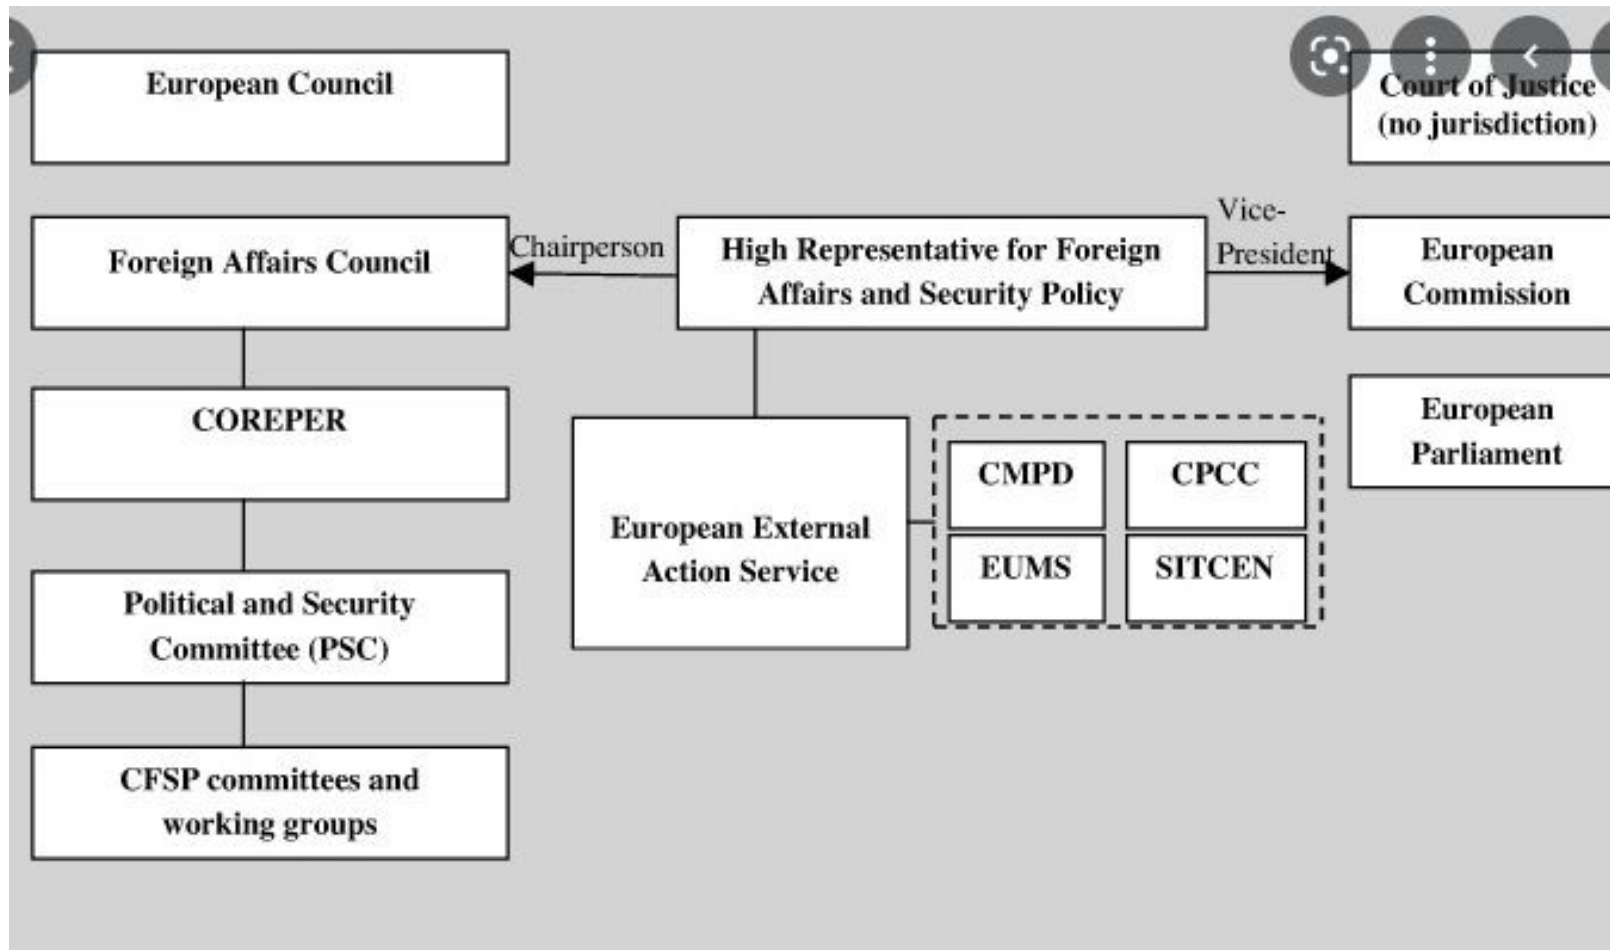 European Council
Court of Justice
(no jurisdiction)
Foreign Affairs Council
Chairperson
High Representative for Foreign
Affairs and Security Policy
Vice-
President
European
Commission
COREPER
European
Parliament
European External
Action Service
CMPD
CPCC
EUMS
SITCEN
Political and Security
Committee (PSC)
CFSP committees and
working groups